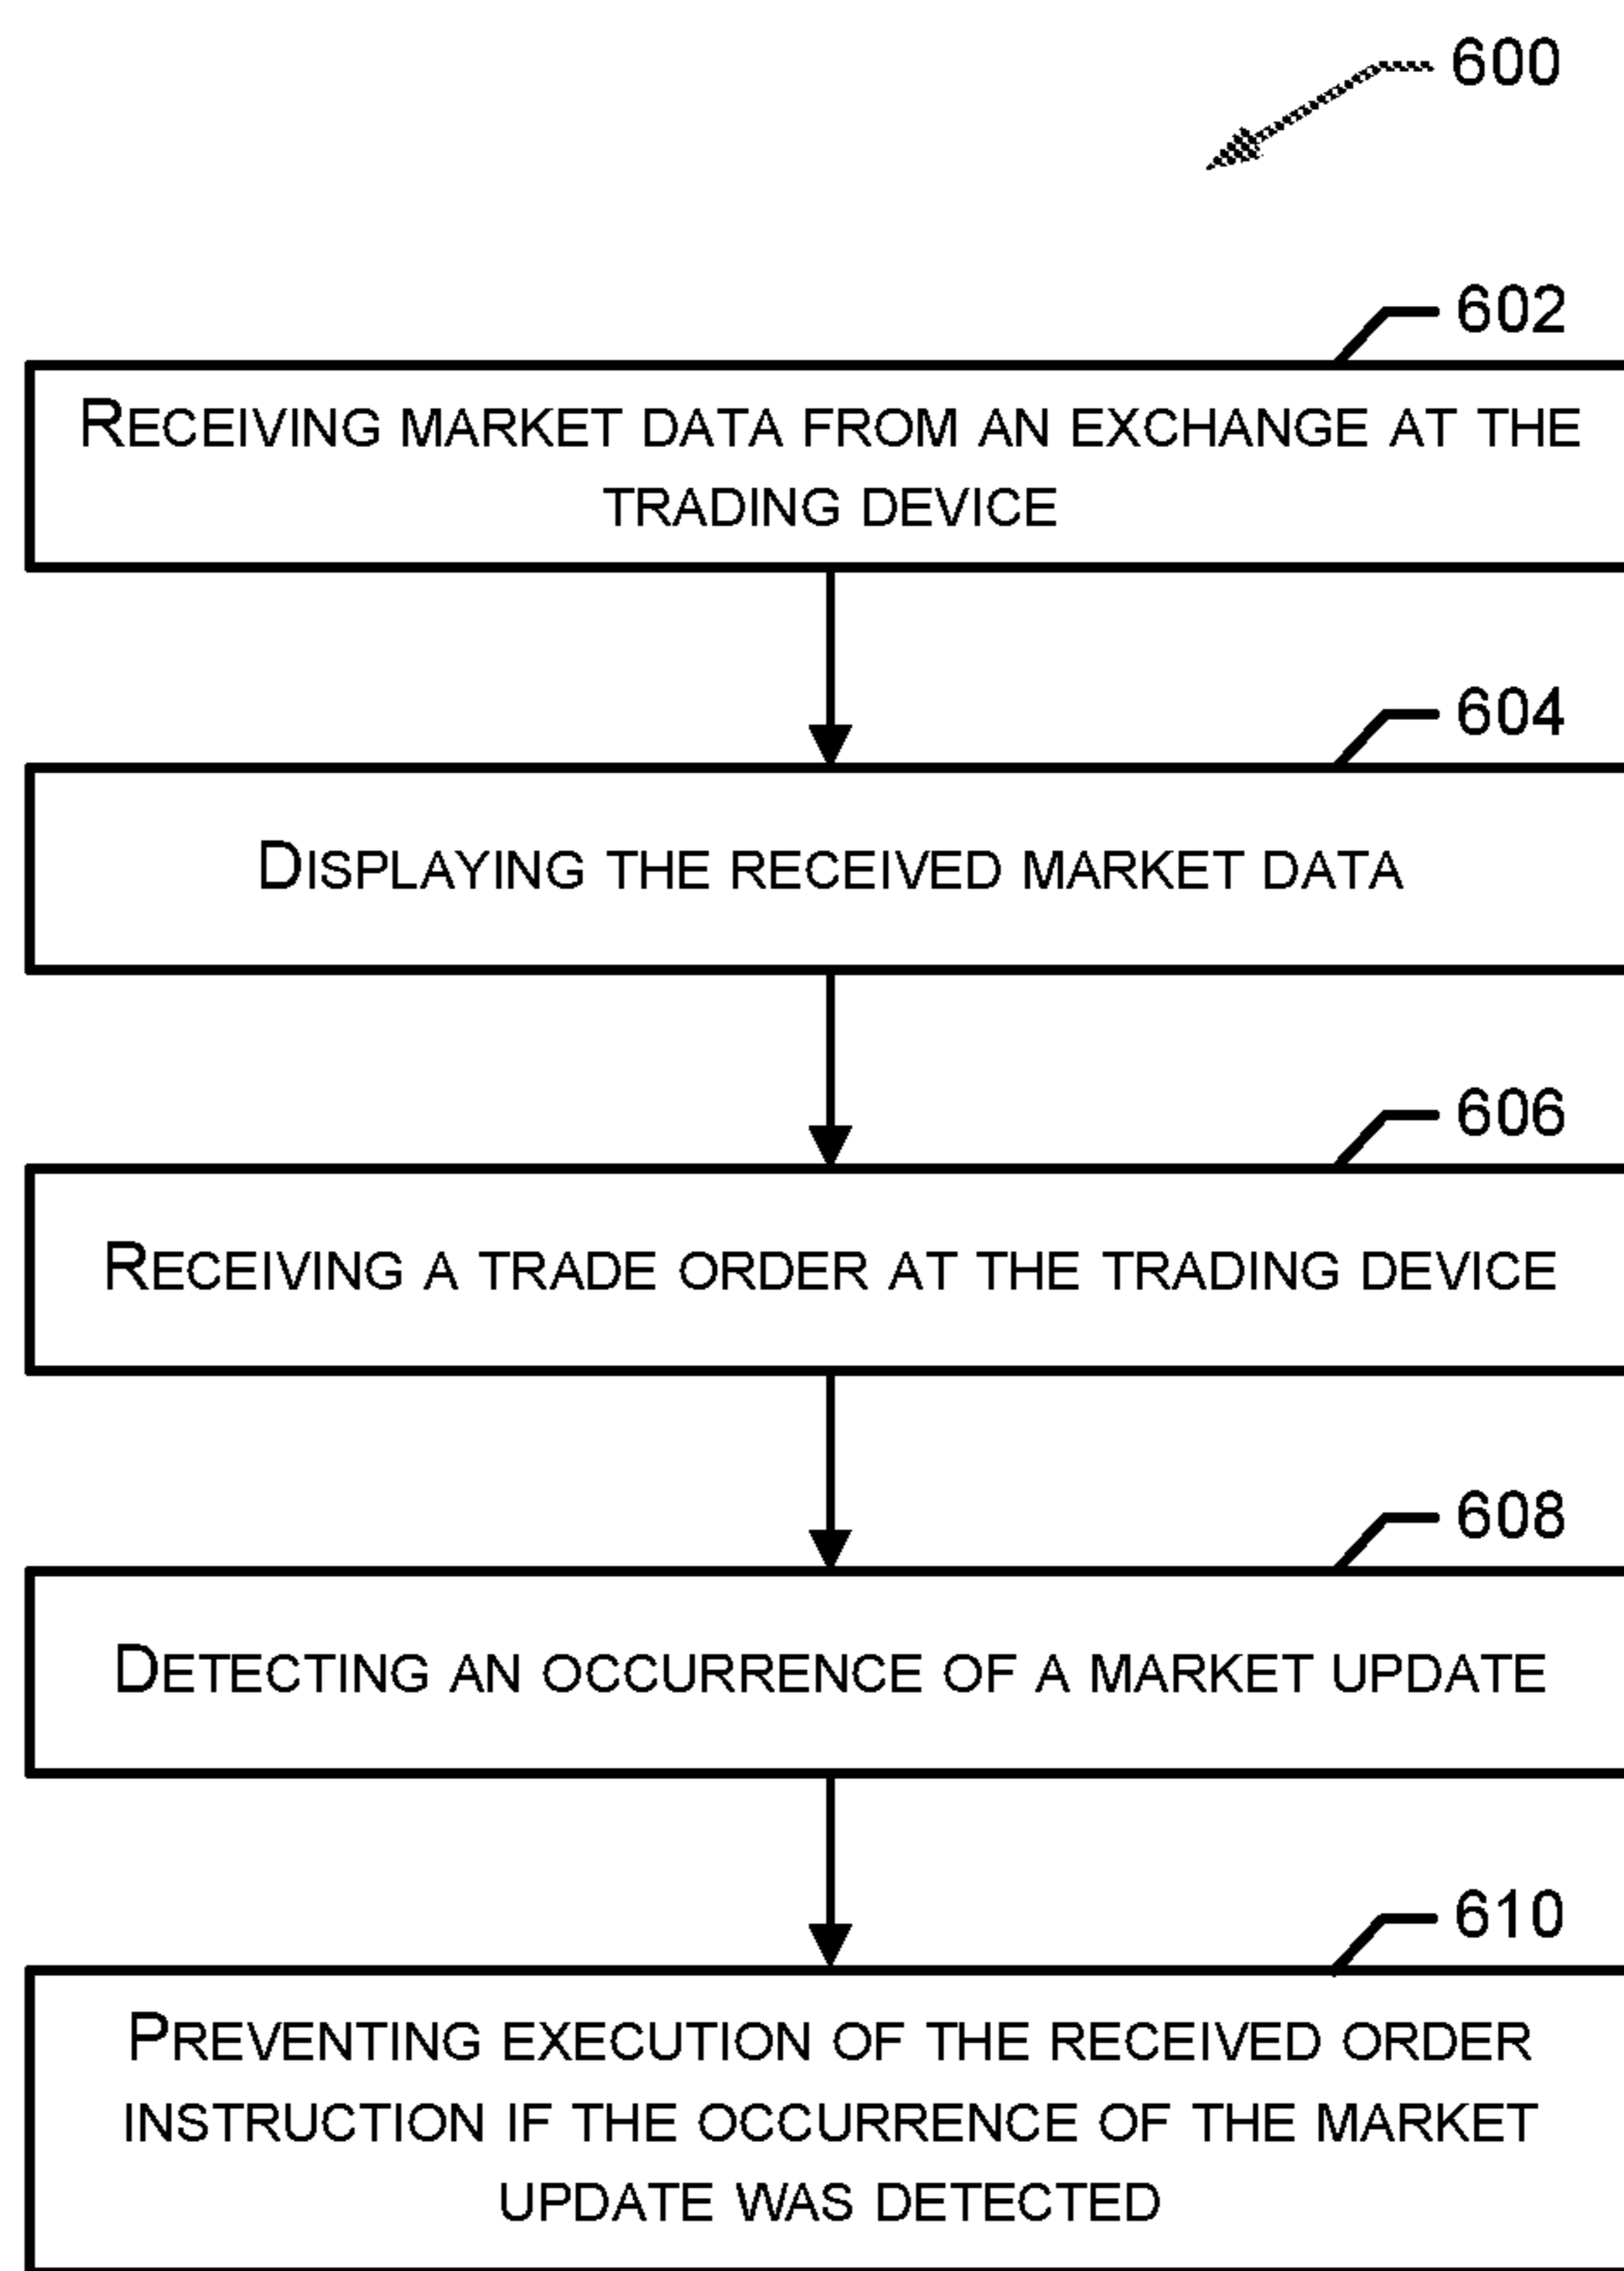 600
602
RECEIVING MARKET DATA FROM AN EXCHANGE AT THE
TRADING DEVICE
604
DISPLAYING THE RECEIVED MARKET DATA
606
RECEIVING A TRADE ORDER AT THE TRADING DEVICE
608
DETECTING AN OCCURRENCE OF A MARKET UPDATE
610
PREVENTING EXECUTION OF THE RECEIVED ORDER
INSTRUCTION IF THE OCCURRENCE OF THE MARKET
UPDATE WAS DETECTED